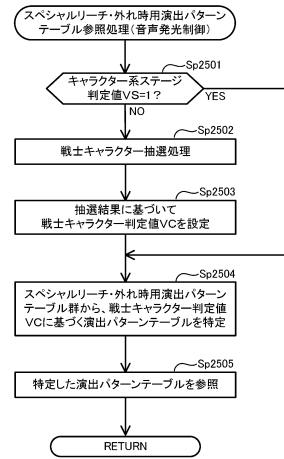 スペシャルリーチ・外れ時用演出パターン
テーブル参照処理(音声発光制御)
Sp2501
キャラクター系ステージ
判定値VS=1?
YES
NO
Sp2502
戦士キャラクター抽選処理
Sp2503
抽選結果に基づいて
戦士キャラクター判定値VCを設定
Sp2504
スペシャルリーチ・外れ時用演出パターン
テーブル群から、戦士キャラクター判定値
VCに基づく演出パターンテーブルを特定
Sp2505
特定した演出パターンテーブルを参照
RETURN